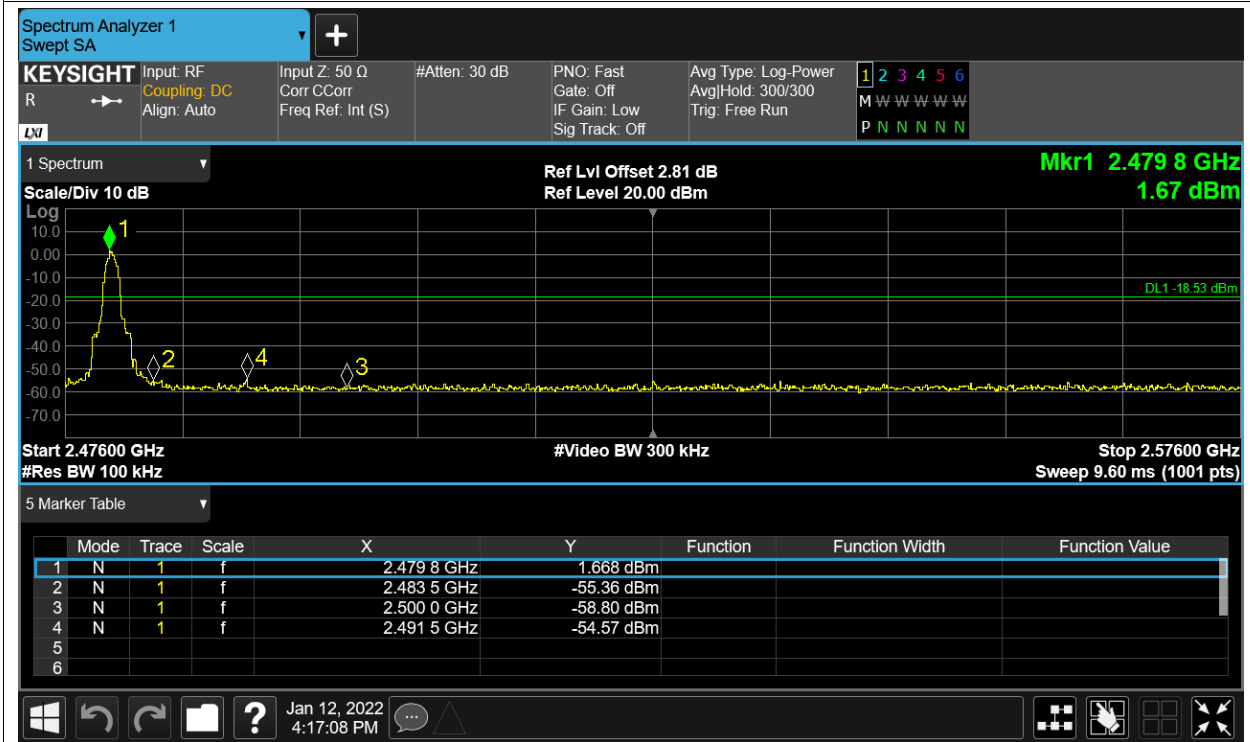 Spectrum Analyzer 1
Swept SA
+
KEYSIGHT Input: RF Input Z: 50 Ω #Atten: 30 dB PNO: Fast Avg Type: Log-Power 1 2 3 4 5 6
R Coupling: DC Corr CCorr Gate: Off Avg|Hold: 300/300 M W W W W W
Align: Auto Freq Ref: Int (S) IF Gain: Low Trig: Free Run
LXI Sig Track: Off P N N N N N
1 Spectrum Ref Lvl Offset 2.81 dB Mkr1 2.479 8 GHz
Scale/Div 10 dB Ref Level 20.00 dBm 1.67 dBm
Log
10.0 1
0.00
-10.0
DL1 -18.53 dBm
-20.0
-30.0
-40.0
2 4 3
-50.0
-60.0
-70.0
Start 2.47600 GHz #Video BW 300 kHz Stop 2.57600 GHz
#Res BW 100 kHz Sweep 9.60 ms (1001 pts)
5 Marker Table
Mode Trace Scale X Y Function Function Width Function Value
1 N 1 f 2.479 8 GHz 1.668 dBm
2 N 1 f 2.483 5 GHz -55.36 dBm
3 N 1 f 2.500 0 GHz -58.80 dBm
4 N 1 f 2.491 5 GHz -54.57 dBm
5
6
? Jan 12, 2022
4:17:08 PM